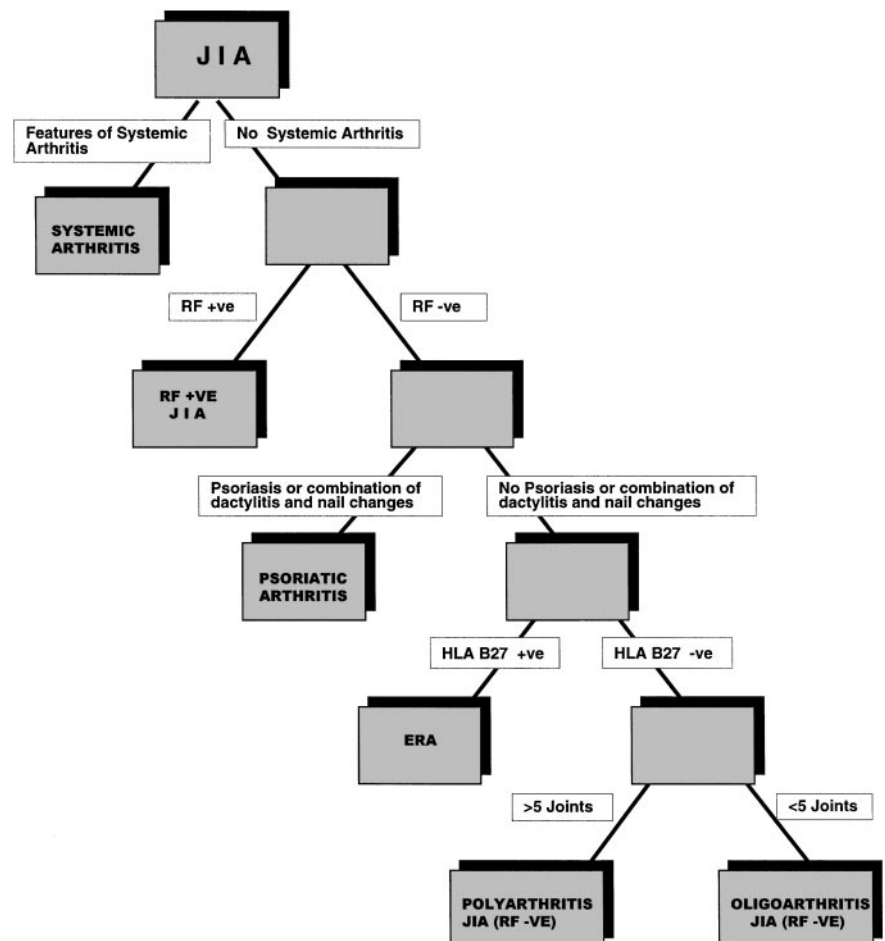 J I A
Features of Systemic
Arthritis
No Systemic Arthritis
SYSTEMIC
ARTHRITIS
RF +ve
RF -ve
RF +VE
J I A
Psoriasis or combination of
dactylitis and nail changes
No Psoriasis or combination of
dactylitis and nail changes
PSORIATIC
ARTHRITIS
HLA B27 +ve
HLA B27 -ve
ERA
>5 Joints
<5 Joints
POLYARTHRITIS
JIA (RF -VE)
OLIGOARTHRITIS
JIA (RF -VE)